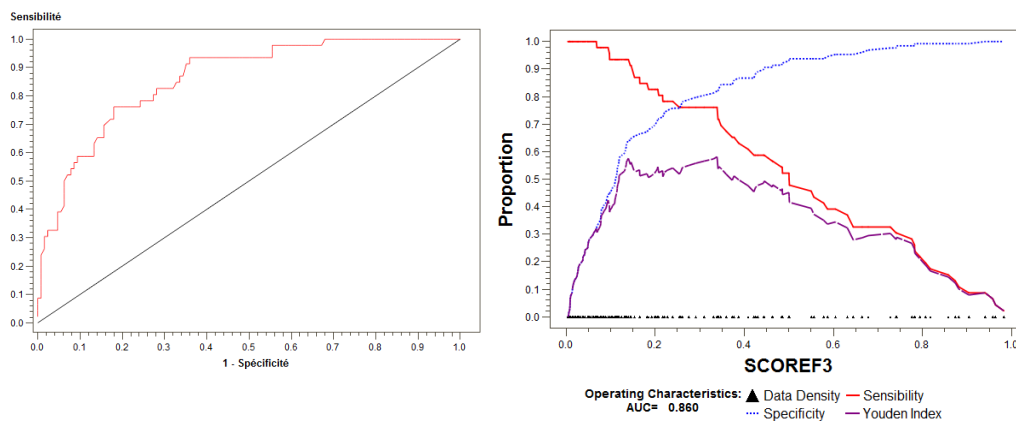 Sensibilité
1.0
0.9
0.8
0.7
0.6
0.5
0.4
0.3
0.2
0.1
0.0
0.0 0.1 0.2 0.3 0.4 0.5 0.6 0.7 0.8 0.9 1.0
1 - Spécificité
Proportion
1.0
0.9
0.8
0.7
0.6
0.5
0.4
0.3
0.2
0.1
0.0
0.0 0.2 0.4 0.6 0.8 1.0
SCOREF3
Operating Characteristics: Data Density Sensibility
AUC= 0.860 Specificity Youden Index